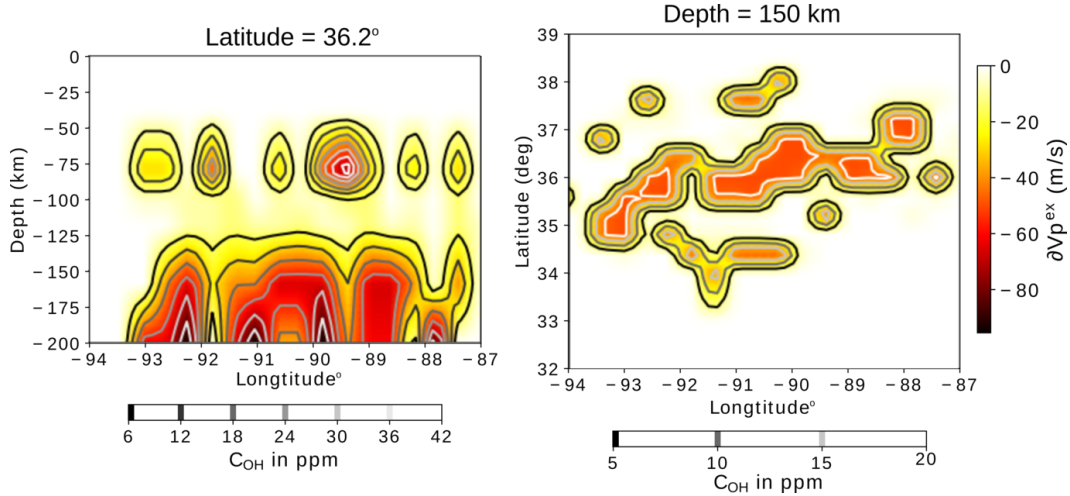 Latitude = 36.2°
0
−25
−50
−75
−100
−125
−150
−175
−200
Depth (km)
−94 −93 −92 −91 −90 −89 −88 −87
Longtitude°
6 12 18 24 30 36 42
C_OH in ppm
Depth = 150 km
39
38
37
36
35
34
33
32
Latitude (deg)
−94 −93 −92 −91 −90 −89 −88 −87
Longtitude°
5 10 15 20
C_OH in ppm
0
−20
−40
−60
−80
∂Vp^ex (m/s)